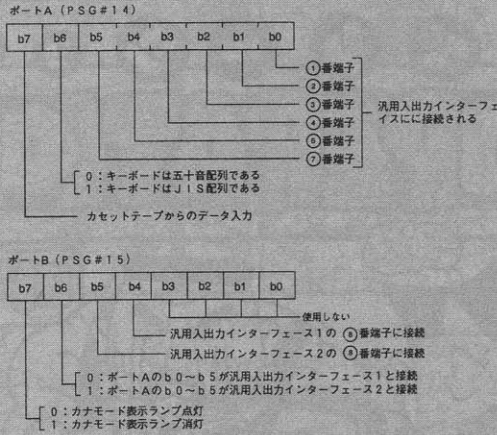 ポートA（PSG#14）
b7 b6 b5 b4 b3 b2 b1 b0
①番端子
②番端子
③番端子
④番端子
⑥番端子
⑦番端子
汎用入出力インターフェ
イスにに接続される
0：キーボードは五十音配列である
1：キーボードはJIS配列である
カセットテープからのデータ入力
ポートB（PSG#15）
b7 b6 b5 b4 b3 b2 b1 b0
使用しない
汎用入出力インターフェース1の⑧番端子に接続
汎用入出力インターフェース2の⑧番端子に接続
0：ポートAのb0〜b5が汎用入出力インターフェース1と接続
1：ポートAのb0〜b5が汎用入出力インターフェース2と接続
0：カナモード表示ランプ点灯
1：カナモード表示ランプ消灯